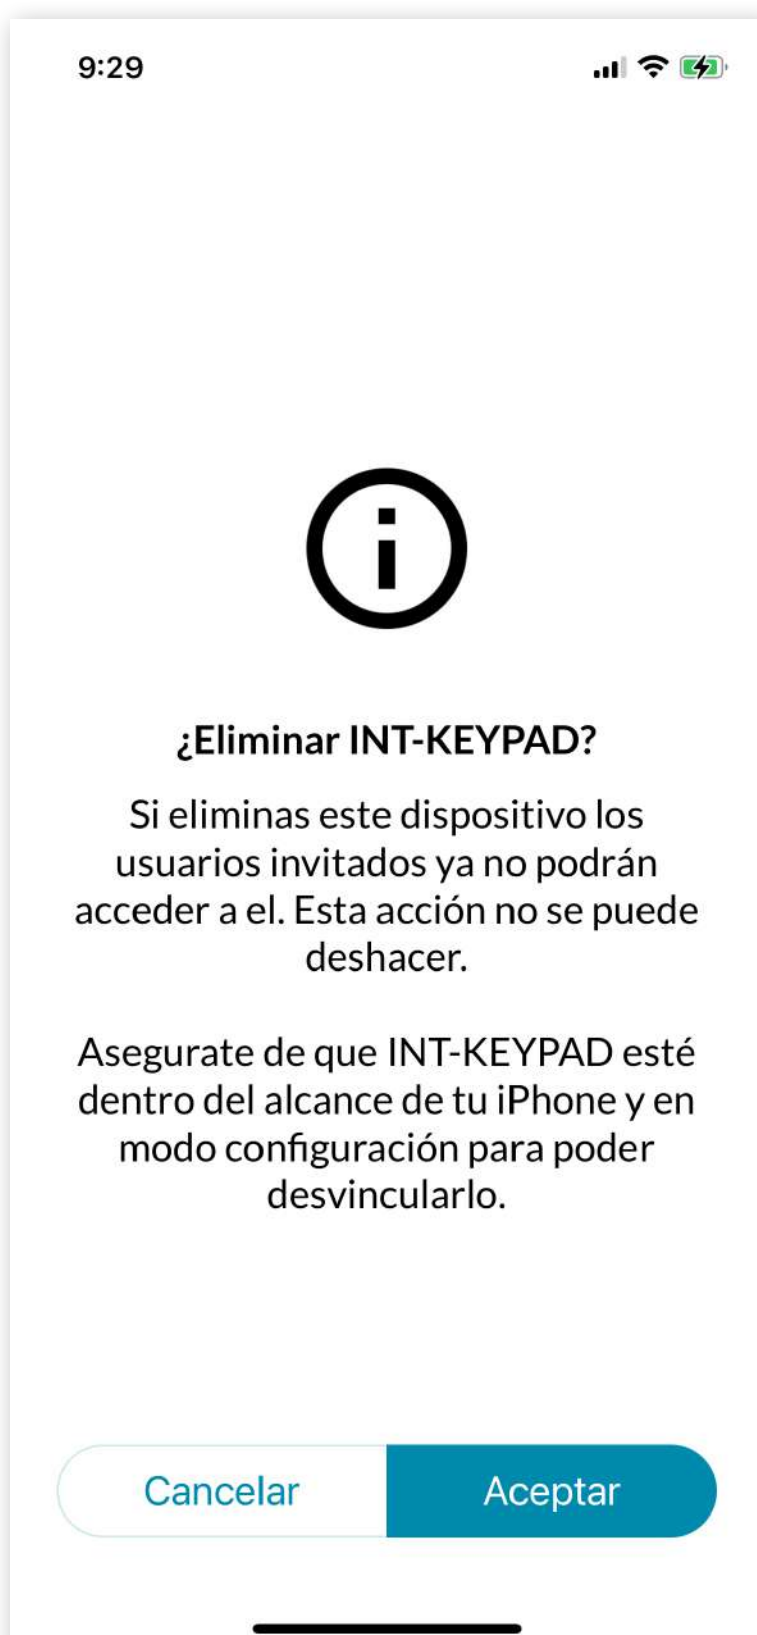 9:29
¿Eliminar INT-KEYPAD?
Si eliminas este dispositivo los
usuarios invitados ya no podrán
acceder a el. Esta acción no se puede
deshacer.
Asegurate de que INT-KEYPAD esté
dentro del alcance de tu iPhone y en
modo configuración para poder
desvincularlo.
Cancelar Aceptar